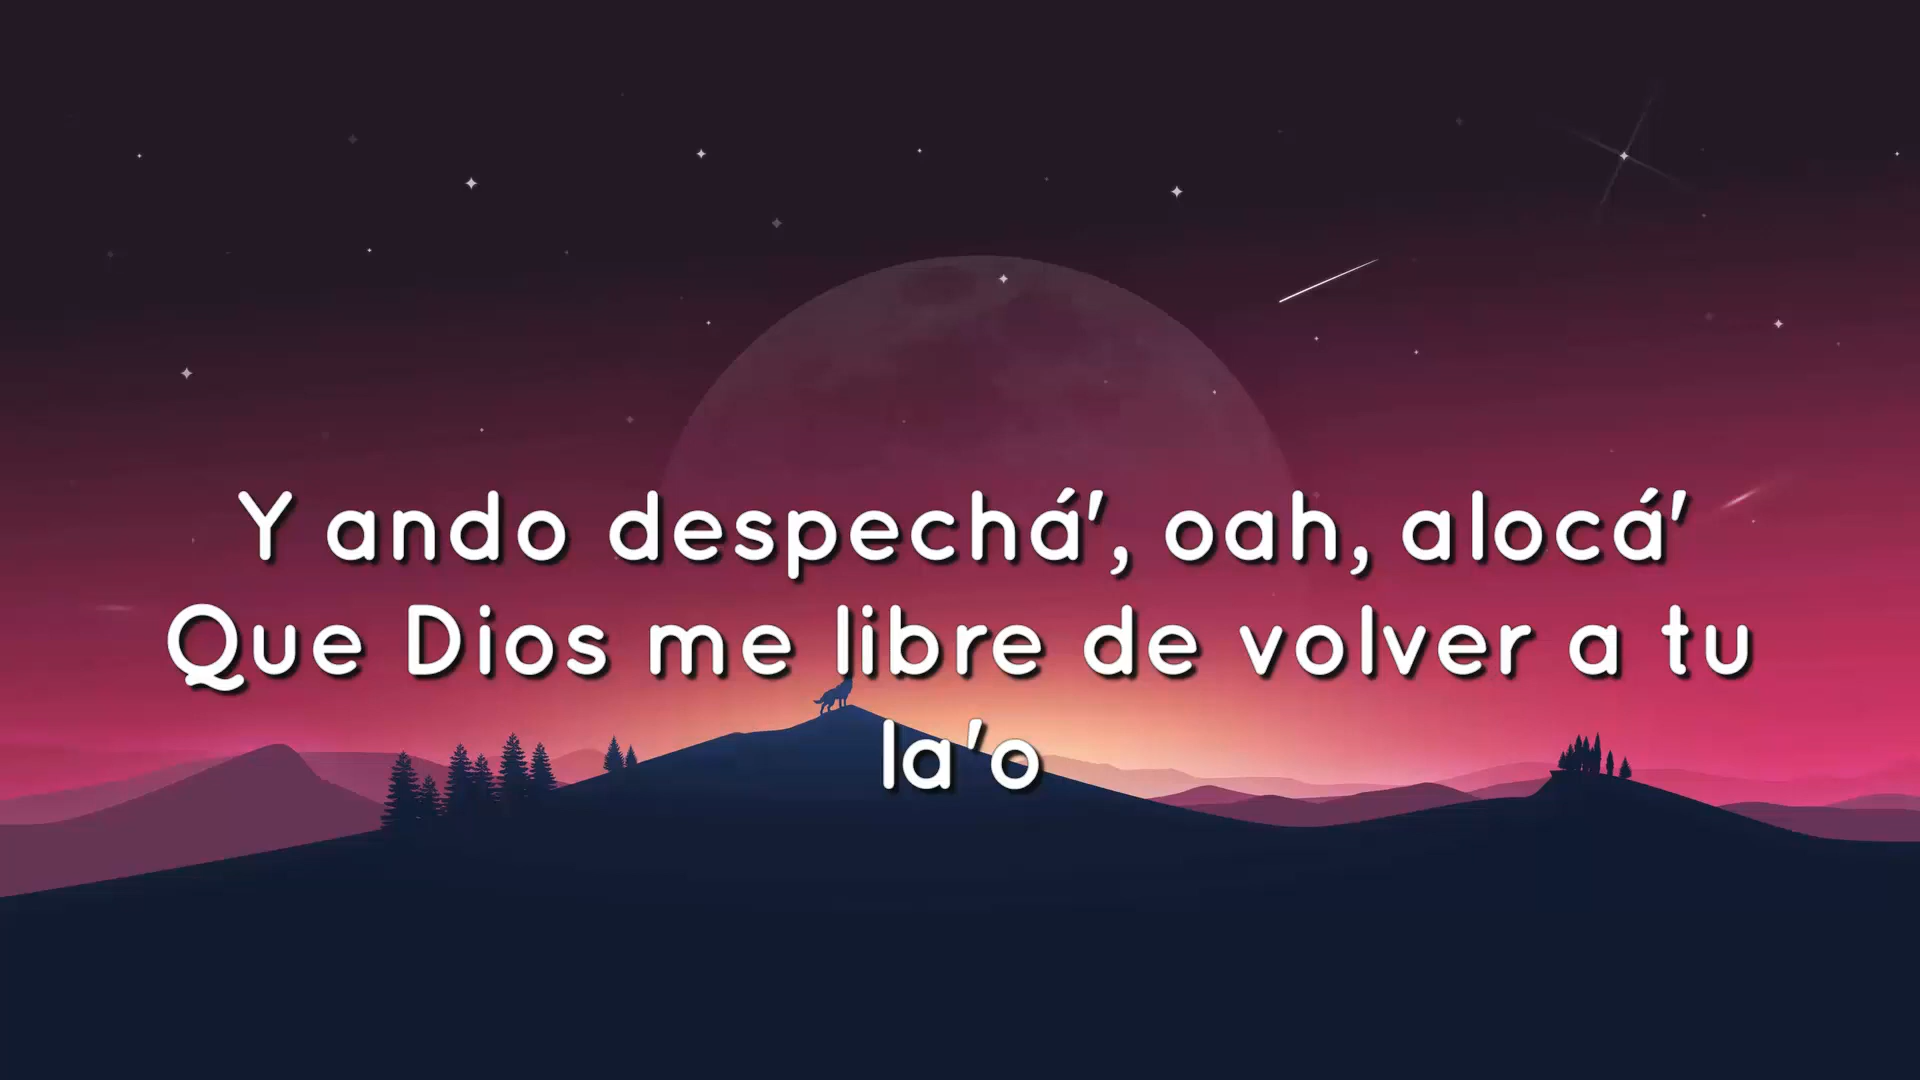 Y ando despechá', oah, alocá'
Que Dios me libre de volver a tu
la'o